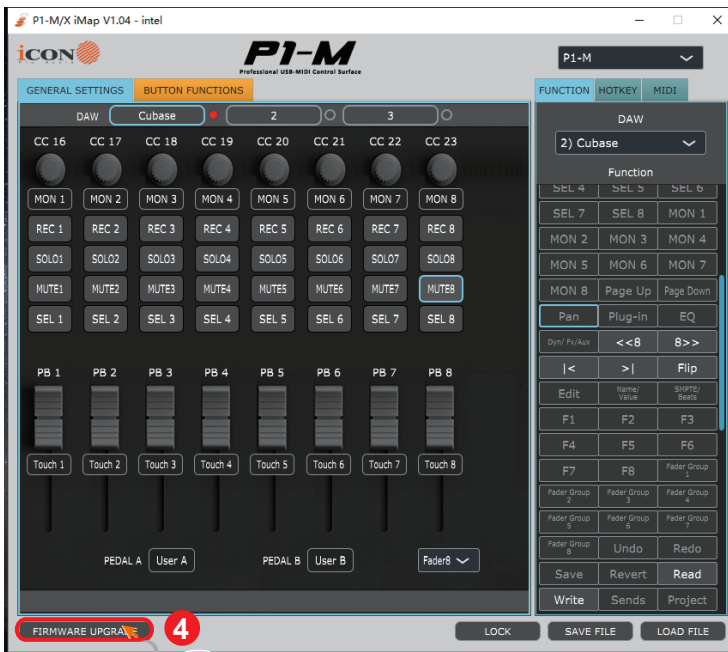 P1-M/X iMap V1.04 - intel
icon
PRO AUDIO
P1-M
Professional USB-MIDI Control Surface
P1-M
GENERAL SETTINGS BUTTON FUNCTIONS
FUNCTION HOTKEY MIDI
DAW Cubase 2 3
CC 16 CC 17 CC 18 CC 19 CC 20 CC 21 CC 22 CC 23
MON 1 MON 2 MON 3 MON 4 MON 5 MON 6 MON 7 MON 8
REC 1 REC 2 REC 3 REC 4 REC 5 REC 6 REC 7 REC 8
SOLO1 SOLO2 SOLO3 SOLO4 SOLO5 SOLO6 SOLO7 SOLO8
MUTE1 MUTE2 MUTE3 MUTE4 MUTE5 MUTE6 MUTE7 MUTE8
SEL 1 SEL 2 SEL 3 SEL 4 SEL 5 SEL 6 SEL 7 SEL 8
PB 1 PB 2 PB 3 PB 4 PB 5 PB 6 PB 7 PB 8
Touch 1 Touch 2 Touch 3 Touch 4 Touch 5 Touch 6 Touch 7 Touch 8
PEDAL A User A PEDAL B User B Fader8
DAW
2) Cubase
Function
SEL 4 SEL 5 SEL 6
SEL 7 SEL 8 MON 1
MON 2 MON 3 MON 4
MON 5 MON 6 MON 7
MON 8 Page Up Page Down
Pan Plug-in EQ
Dyn/ Fx/Aux <<8 8>>
|< >| Flip
Edit Name/ Value SMPTE/ Beats
F1 F2 F3
F4 F5 F6
F7 F8 Fader Group 1
Fader Group 2 Fader Group 3 Fader Group 4
Fader Group 5 Fader Group 6 Fader Group 7
Fader Group 8 Undo Redo
Save Revert Read
Write Sends Project
FIRMWARE UPGRADE 4 LOCK SAVE FILE LOAD FILE